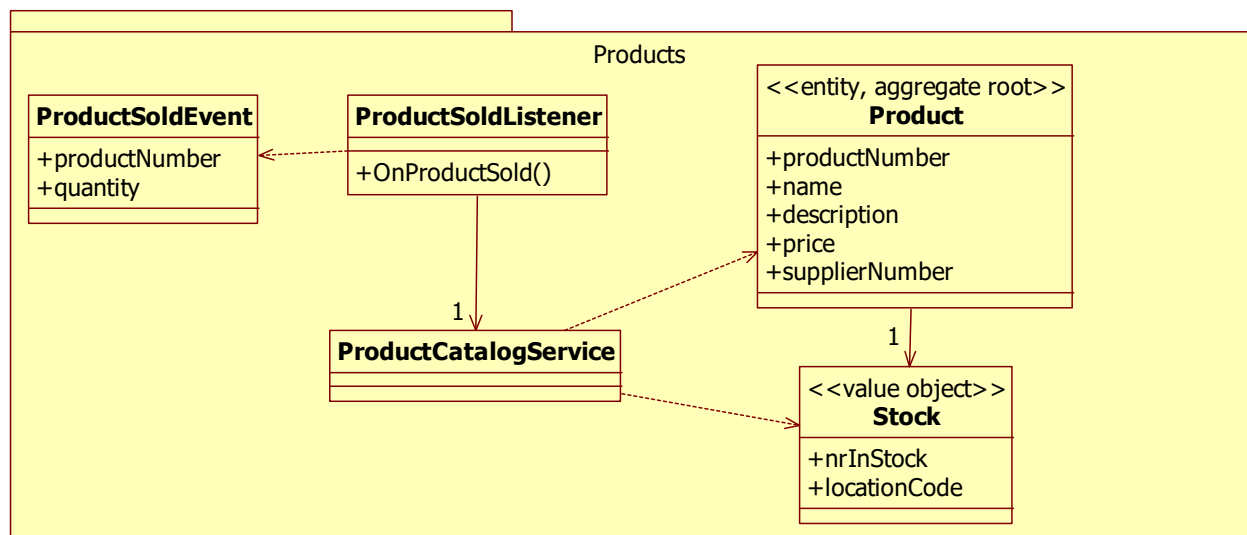 Products
ProductSoldEvent
+productNumber
+quantity
ProductSoldListener
+OnProductSold()
<<entity, aggregate root>>
Product
+productNumber
+name
+description
+price
+supplierNumber
1
ProductCatalogService
1
<<value object>>
Stock
+nrInStock
+locationCode